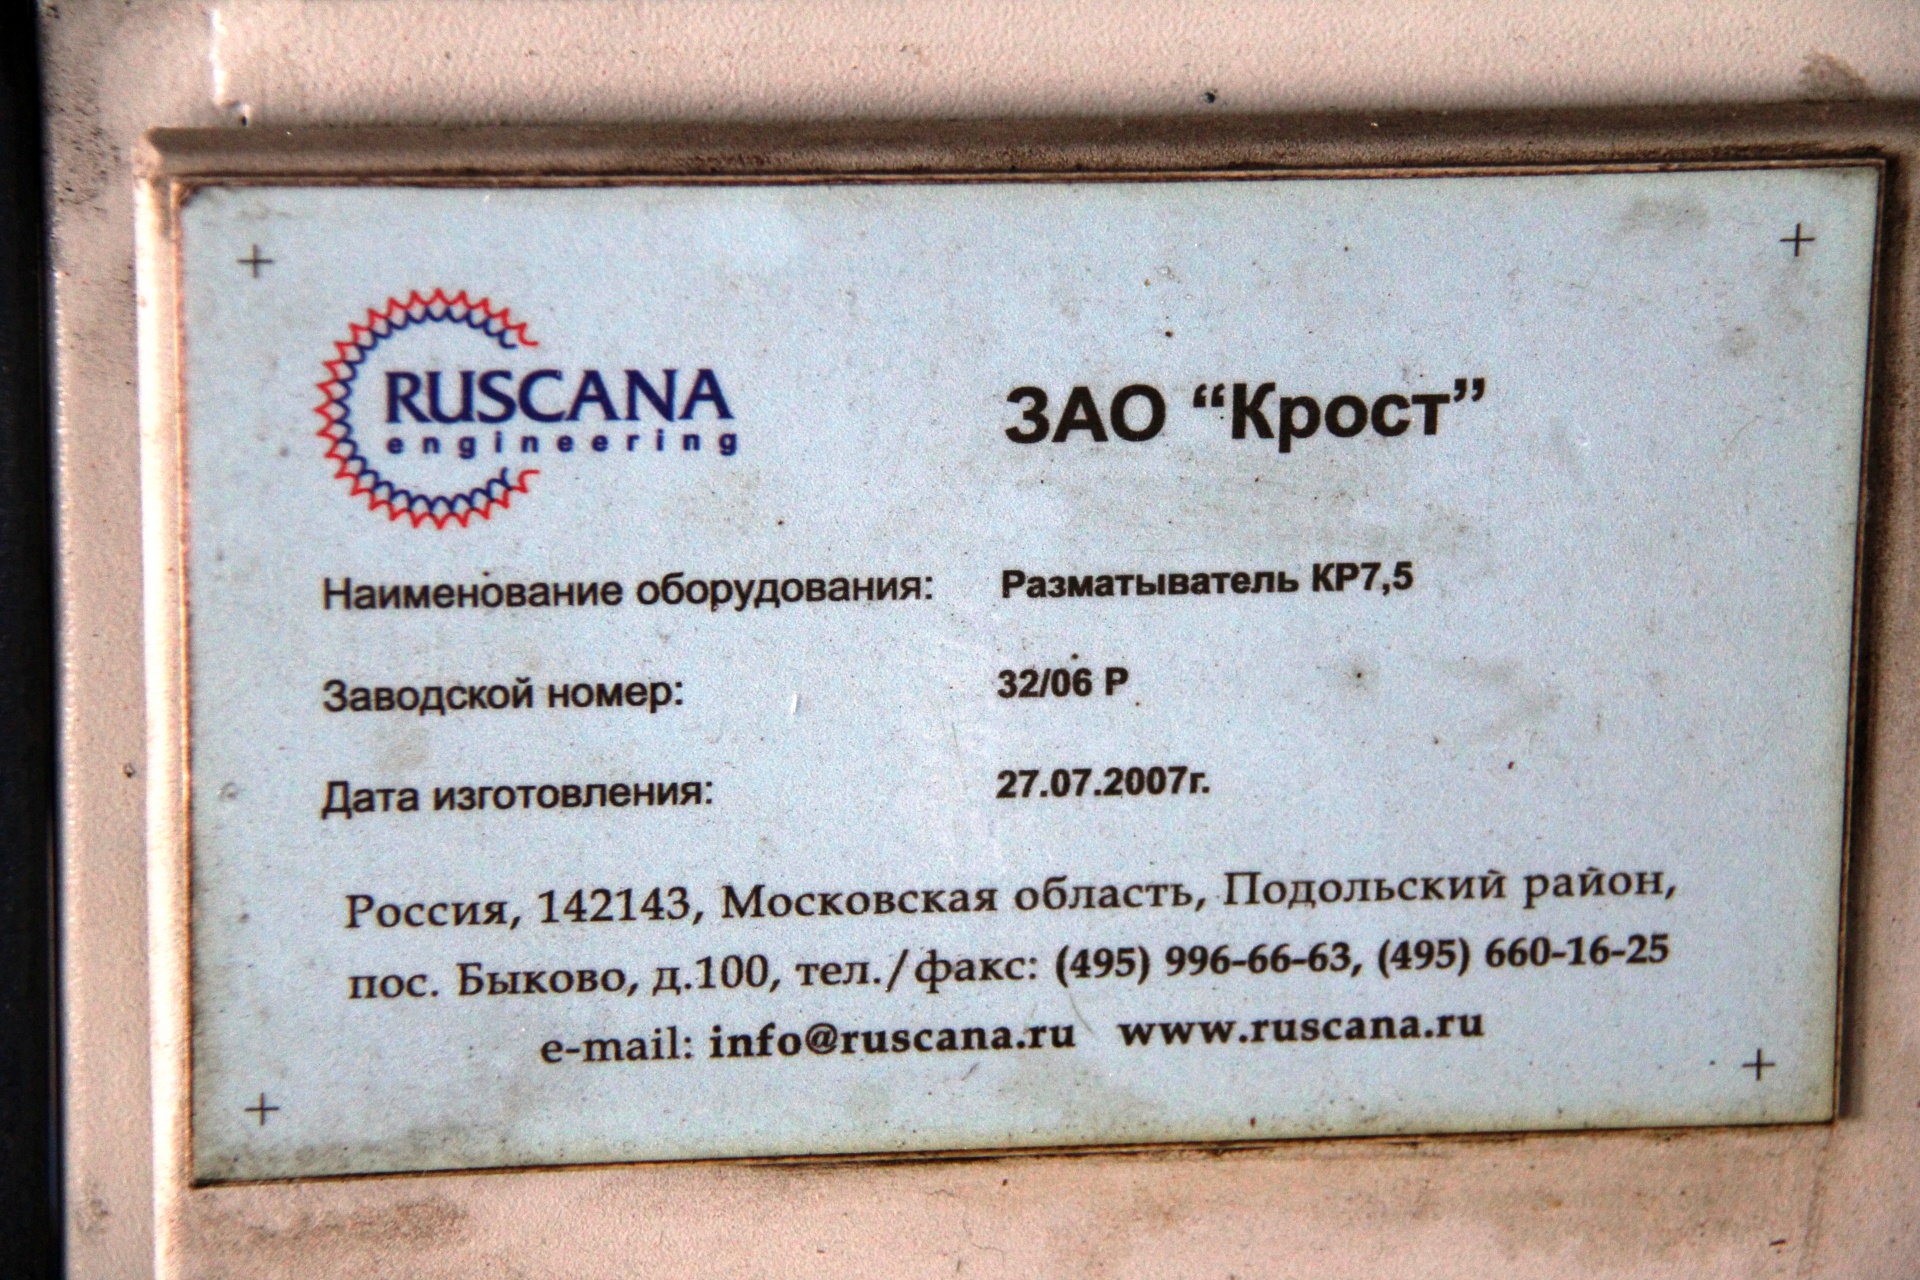 RUSCANA
engineering
ЗАО “Крост”
Наименование оборудования: Разматыватель КР7,5
Заводской номер: 32/06 Р
Дата изготовления: 27.07.2007г.
Россия, 142143, Московская область, Подольский район,
пос. Быково, д.100, тел./факс: (495) 996-66-63, (495) 660-16-25
e-mail: info@ruscana.ru www.ruscana.ru